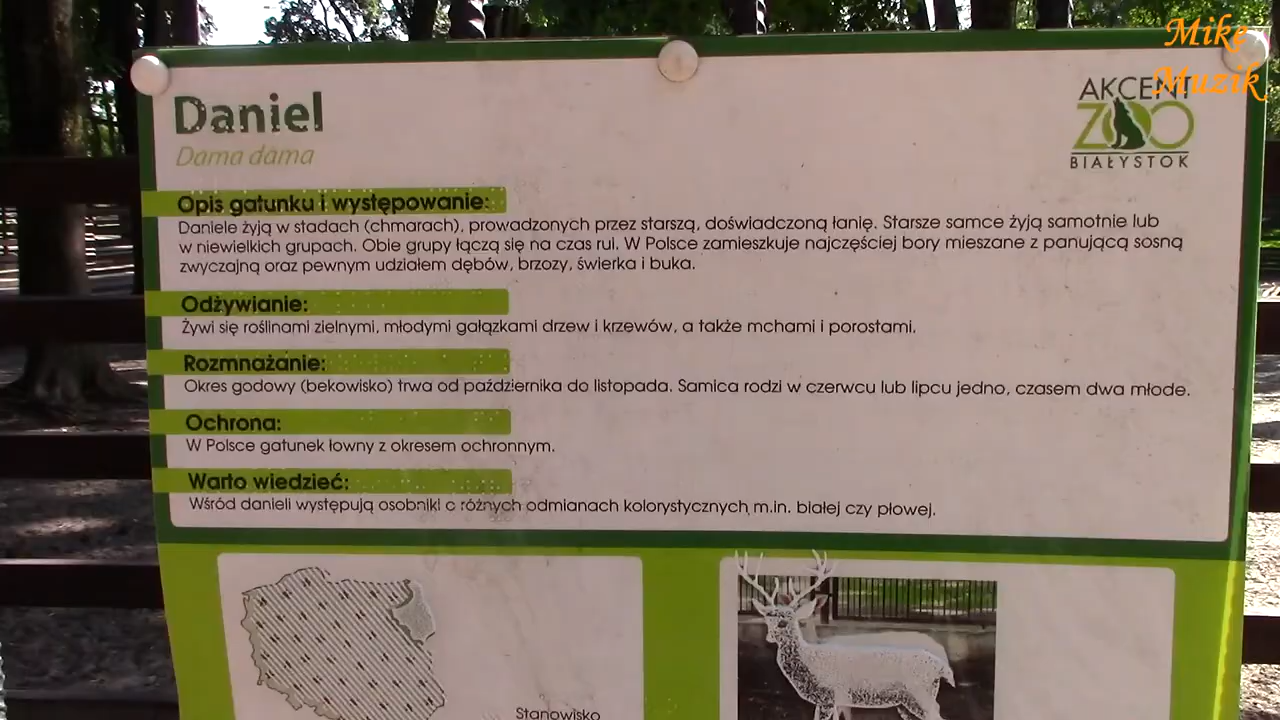 Mike
Muzik
Daniel
Dama dama
AKCENT
ZOO
BIAŁYSTOK
Opis gatunku i występowanie:
Daniele żyją w stadach (chmarach), prowadzonych przez starszą, doświadczoną łanię. Starsze samce żyją samotnie lub
w niewielkich grupach. Obie grupy łączą się na czas rui. W Polsce zamieszkuje najczęściej bory mieszane z panującą sosną
zwyczajną oraz pewnym udziałem dębów, brzozy, świerka i buka.
Odżywianie:
Żywi się roślinami zielnymi, młodymi gałązkami drzew i krzewów, a także mchami i porostami.
Rozmnażanie:
Okres godowy (bekowisko) trwa od października do listopada. Samica rodzi w czerwcu lub lipcu jedno, czasem dwa młode.
Ochrona:
W Polsce gatunek łowny z okresem ochronnym.
Warto wiedzieć:
Wśród danieli występują osobniki o różnych odmianach kolorystycznych m.in. białej czy płowej.
Stanowisko